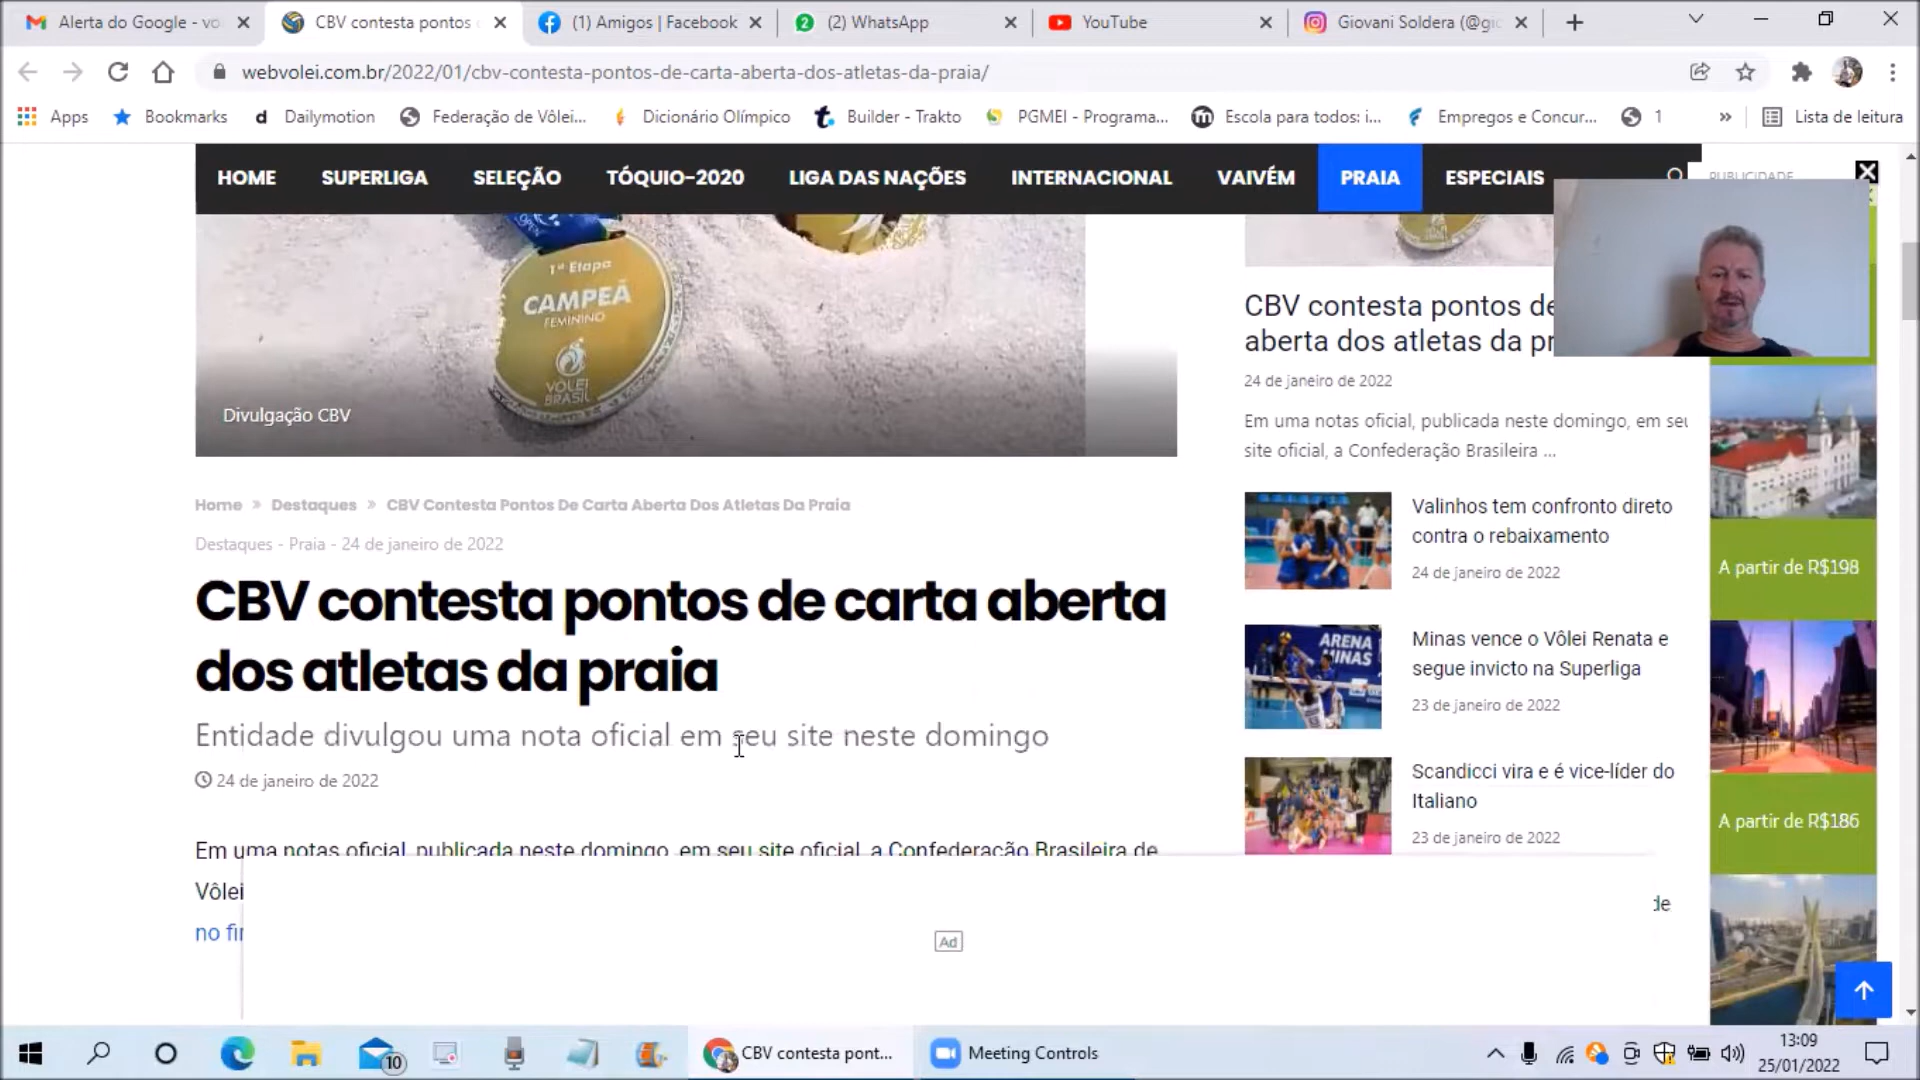 Alerta do Google - vo
CBV contesta pontos
(1) Amigos | Facebook
(2) WhatsApp
YouTube
Giovani Soldera (@gi
webvolei.com.br/2022/01/cbv-contesta-pontos-de-carta-aberta-dos-atletas-da-praia/
Apps
Bookmarks
Dailymotion
Federação de Vôlei...
Dicionário Olímpico
Builder - Trakto
PGMEI - Programa...
Escola para todos: i...
Empregos e Concur...
1
»
Lista de leitura
HOME SUPERLIGA SELEÇÃO TÓQUIO-2020 LIGA DAS NAÇÕES INTERNACIONAL VAIVÉM PRAIA ESPECIAIS
PUBLICIDADE
OPEN
1ª Etapa
CAMPEÃ
FEMININO
VOLEI
BRASIL
Divulgação CBV
Home » Destaques » CBV Contesta Pontos De Carta Aberta Dos Atletas Da Praia
Destaques - Praia - 24 de janeiro de 2022
CBV contesta pontos de carta aberta
dos atletas da praia
Entidade divulgou uma nota oficial em seu site neste domingo
24 de janeiro de 2022
Em uma notas oficial, publicada neste domingo, em seu site oficial, a Confederação Brasileira de
Vôlei
de
no fi
Ad
CBV contesta pontos de
aberta dos atletas da pr
24 de janeiro de 2022
Em uma notas oficial, publicada neste domingo, em seu
site oficial, a Confederação Brasileira ...
Valinhos tem confronto direto
contra o rebaixamento
24 de janeiro de 2022
ARENA
MINAS
Minas vence o Vôlei Renata e
segue invicto na Superliga
23 de janeiro de 2022
Scandicci vira e é vice-líder do
Italiano
23 de janeiro de 2022
A partir de R$198
A partir de R$186
10
CBV contesta pont...
Meeting Controls
13:09
25/01/2022